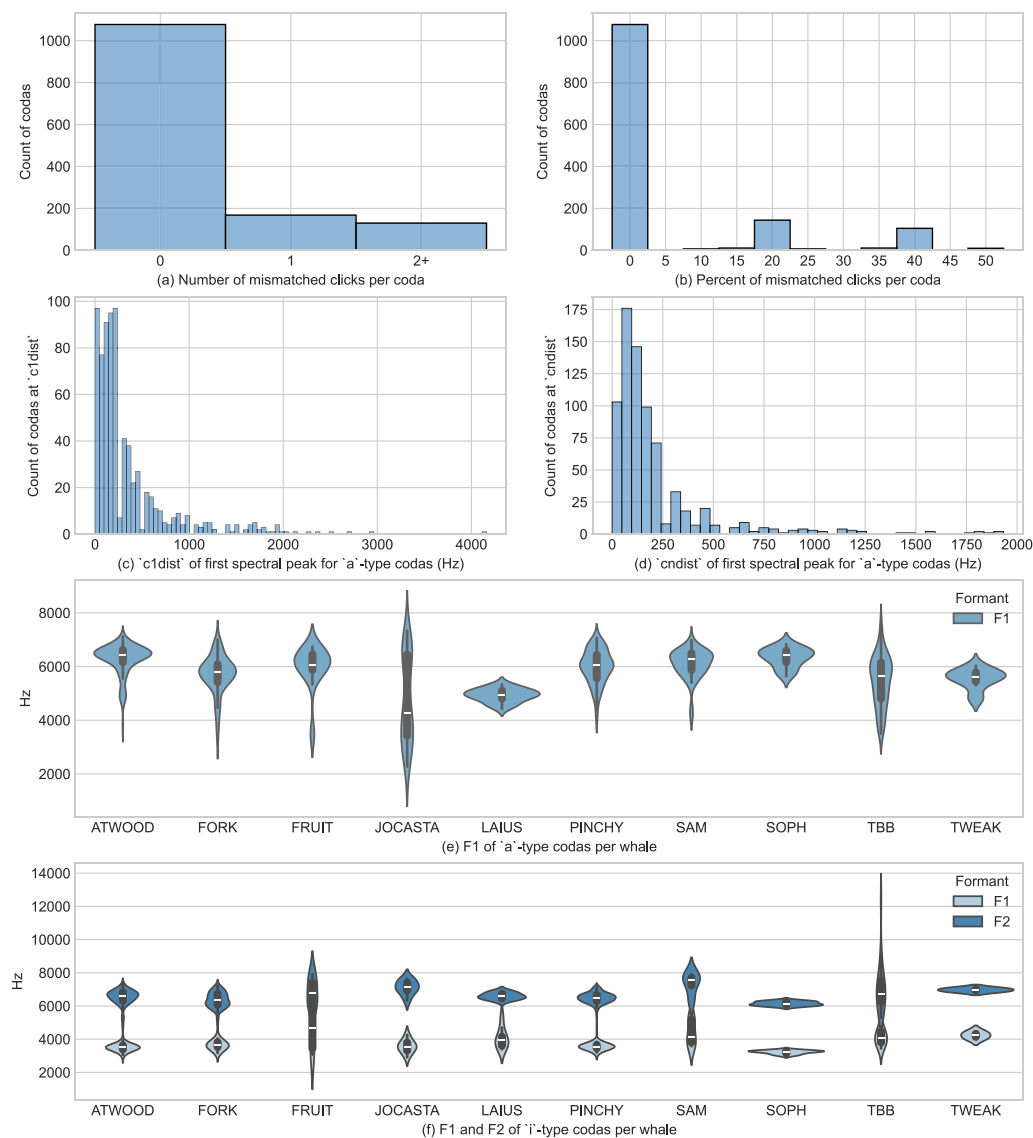 1000
800
600
400
200
0
Count of codas
0 1 2+
(a) Number of mismatched clicks per coda
1000
800
600
400
200
0
Count of codas
0 5 10 15 20 25 30 35 40 45 50
(b) Percent of mismatched clicks per coda
100
80
60
40
20
0
Count of codas at `c1dist`
0 1000 2000 3000 4000
(c) `c1dist` of first spectral peak for `a`-type codas (Hz)
175
150
125
100
75
50
25
0
Count of codas at `cndist`
0 250 500 750 1000 1250 1500 1750 2000
(d) `cndist` of first spectral peak for `a`-type codas (Hz)
8000
6000
4000
2000
Hz
Formant
F1
ATWOOD FORK FRUIT JOCASTA LAIUS PINCHY SAM SOPH TBB TWEAK
(e) F1 of `a`-type codas per whale
14000
12000
10000
8000
6000
4000
2000
Hz
Formant
F1
F2
ATWOOD FORK FRUIT JOCASTA LAIUS PINCHY SAM SOPH TBB TWEAK
(f) F1 and F2 of `i`-type codas per whale